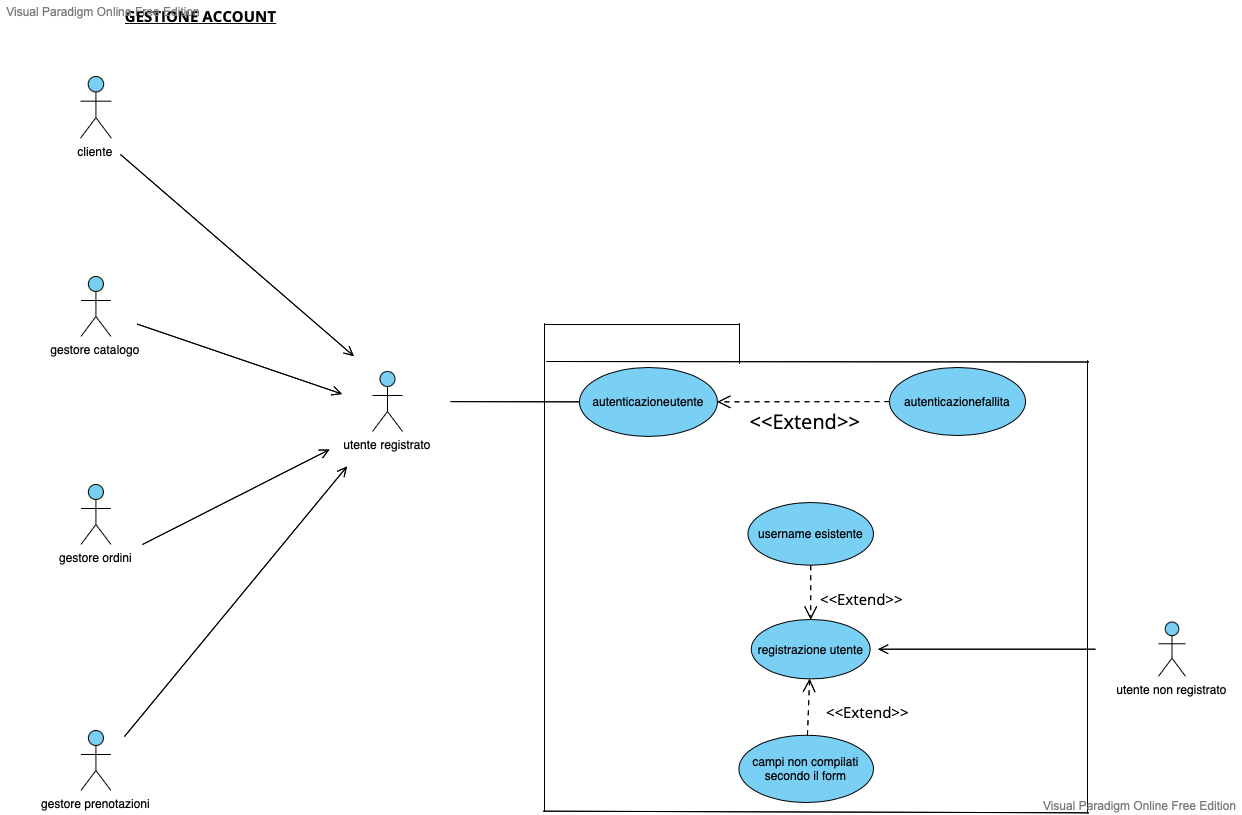 Visual Paradigm Online Free Edition
GESTIONE ACCOUNT
cliente
gestore catalogo
utente registrato
autenticazioneutente
autenticazionefallita
<<Extend>>
gestore ordini
username esistente
<<Extend>>
registrazione utente
utente non registrato
<<Extend>>
campi non compilati
secondo il form
gestore prenotazioni
Visual Paradigm Online Free Edition